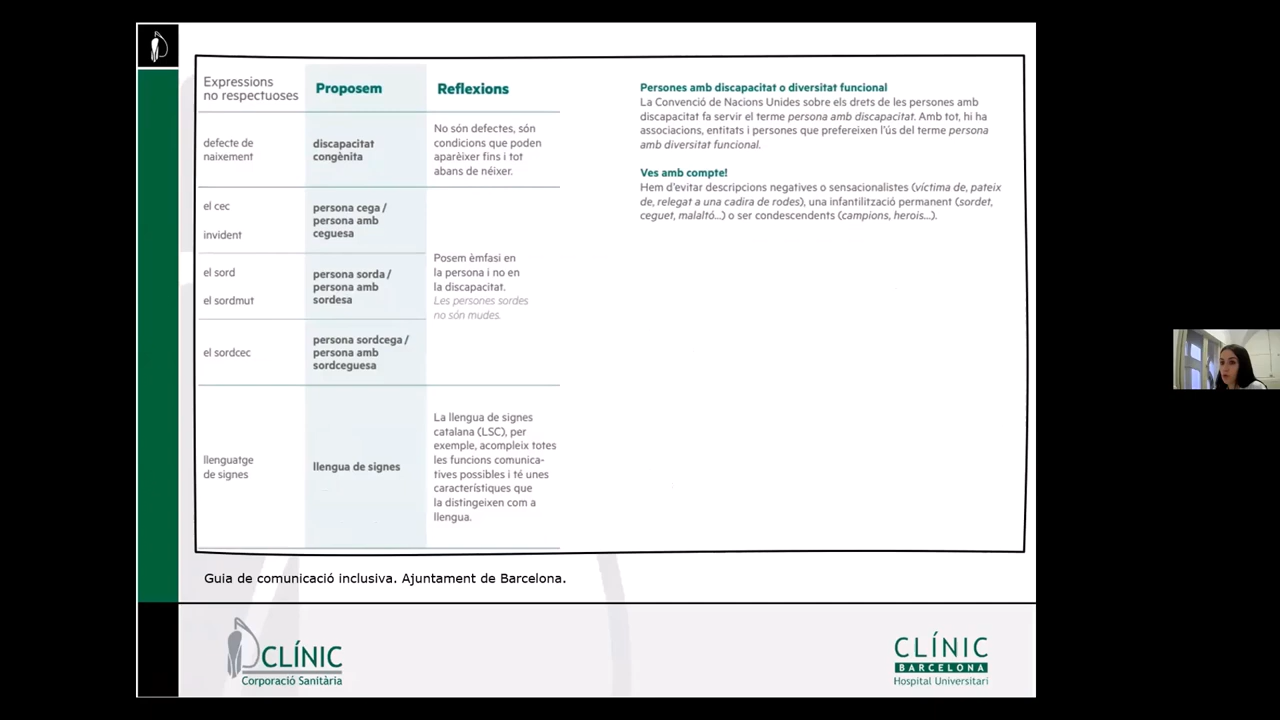 Expressions
no respectuoses
Proposem
Reflexions
defecte de
naixement
discapacitat
congènita
No són defectes, són
condicions que poden
aparèixer fins i tot
abans de néixer.
el cec
invident
persona cega /
persona amb
ceguesa
el sord
el sordmut
persona sorda /
persona amb
sordesa
Posem èmfasi en
la persona i no en
la discapacitat.
Les persones sordes
no són mudes.
el sordcec
persona sordcega /
persona amb
sordceguesa
llenguatge
de signes
llengua de signes
La llengua de signes
catalana (LSC), per
exemple, acompleix totes
les funcions comunica-
tives possibles i té unes
característiques que
la distingeixen com a
llengua.
Persones amb discapacitat o diversitat funcional
La Convenció de Nacions Unides sobre els drets de les persones amb
discapacitat fa servir el terme persona amb discapacitat. Amb tot, hi ha
associacions, entitats i persones que prefereixen l'ús del terme persona
amb diversitat funcional.
Ves amb compte!
Hem d'evitar descripcions negatives o sensacionalistes (víctima de, pateix
de, relegat a una cadira de rodes), una infantilització permanent (sordet,
ceguet, malaltó...) o ser condescendents (campions, herois...).
Guia de comunicació inclusiva. Ajuntament de Barcelona.
CLÍNIC
Corporació Sanitària
CLÍNIC
BARCELONA
Hospital Universitari